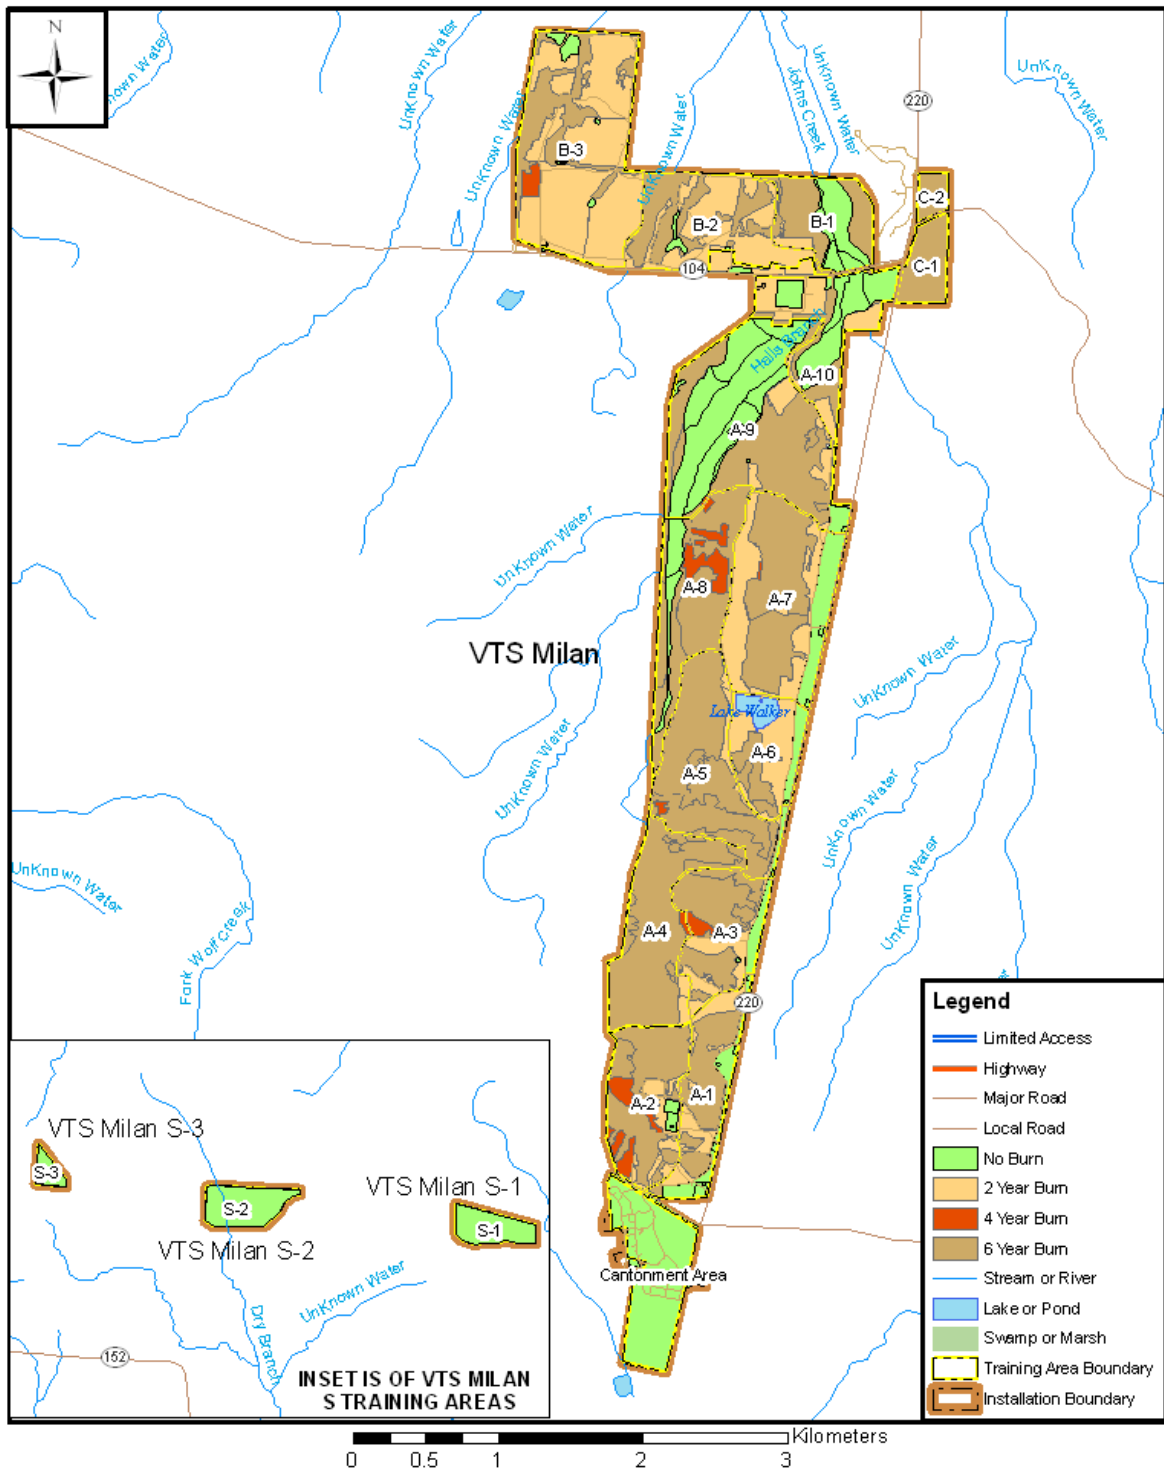 N
UnKnown Water
UnKnown Water
UnKnown Water
UnKnown Water
Johns Creek
UnKnown Water
220
UnKnown Water
B-3
B-2
B-1
C-2
C-1
104
Halls Branch
A-10
A-9
UnKnown Water
A-8
A-7
VTS Milan
UnKnown Water
Lake Walker
A-6
A-5
UnKnown Water
UnKnown Water
UnKnown Water
UnKnown Water
Fork Wolf Creek
A-4
A-3
220
A-2
A-1
Cantonment Area
VTS Milan S-3
S-3
VTS Milan S-1
S-2
S-1
VTS Milan S-2
UnKnown Water
Dry Branch
152
INSET IS OF VTS MILAN
S TRAINING AREAS
Legend
Limited Access
Highway
Major Road
Local Road
No Burn
2 Year Burn
4 Year Burn
6 Year Burn
Stream or River
Lake or Pond
Swamp or Marsh
Training Area Boundary
Installation Boundary
Kilometers
0 0.5 1 2 3